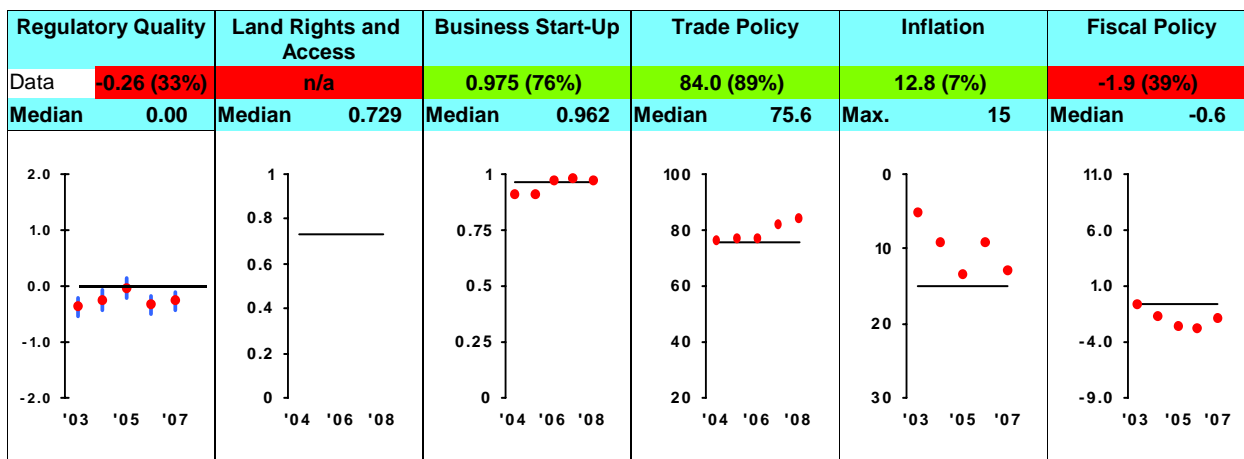 Regulatory Quality
Data -0.26 (33%)
Median 0.00
2.0
1.0
0.0
-1.0
-2.0
'03 '05 '07
Land Rights and
Access
n/a
Median 0.729
1
0.8
0.6
0.4
0.2
0
'04 '06 '08
Business Start-Up
0.975 (76%)
Median 0.962
1
0.75
0.5
0.25
0
'04 '06 '08
Trade Policy
84.0 (89%)
Median 75.6
100
80
60
40
20
'04 '06 '08
Inflation
12.8 (7%)
Max. 15
0
10
20
30
'03 '05 '07
Fiscal Policy
-1.9 (39%)
Median -0.6
11.0
6.0
1.0
-4.0
-9.0
'03 '05 '07